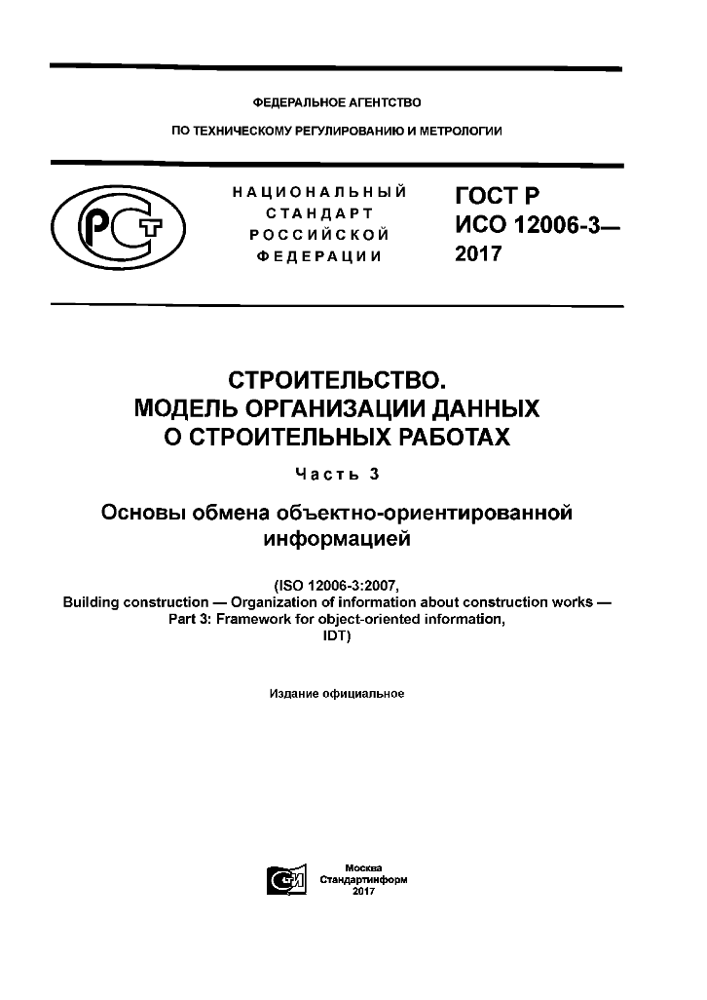 ФЕДЕРАЛЬНОЕ АГЕНТСТВО
ПО ТЕХНИЧЕСКОМУ РЕГУЛИРОВАНИЮ И МЕТРОЛОГИИ
РСТ
НАЦИОНАЛЬНЫЙ
СТАНДАРТ
РОССИЙСКОЙ
ФЕДЕРАЦИИ
ГОСТ Р
ИСО 12006-3—
2017
СТРОИТЕЛЬСТВО.
МОДЕЛЬ ОРГАНИЗАЦИИ ДАННЫХ
О СТРОИТЕЛЬНЫХ РАБОТАХ
Часть 3
Основы обмена объектно-ориентированной
информацией
(ISO 12006-3:2007,
Building construction — Organization of information about construction works —
Part 3: Framework for object-oriented information,
IDT)
Издание официальное
Москва
Стандартинформ
2017